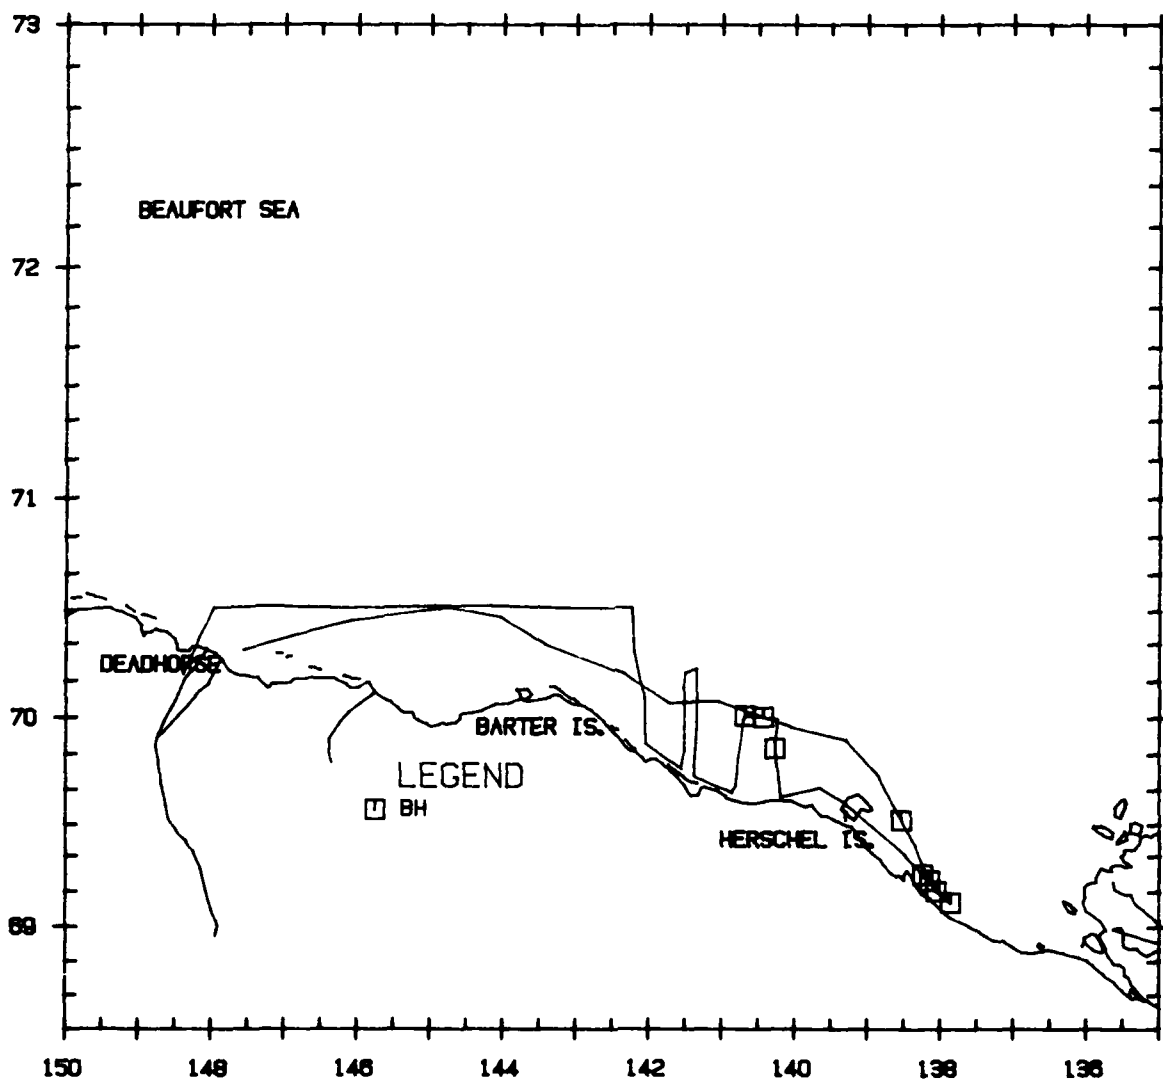 73
BEAUFORT SEA
72
71
DEADHORSE
70
BARTER IS.
LEGEND
BH
HERSCHEL IS.
69
150 148 146 144 142 140 138 136